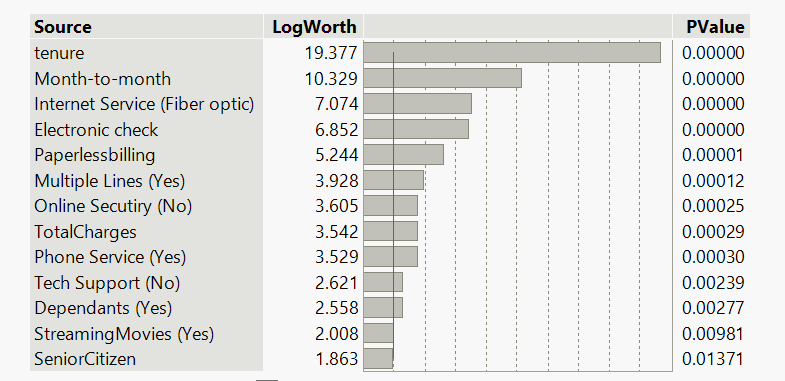 Source LogWorth PValue
tenure 19.377 0.00000
Month-to-month 10.329 0.00000
Internet Service (Fiber optic) 7.074 0.00000
Electronic check 6.852 0.00000
Paperlessbilling 5.244 0.00001
Multiple Lines (Yes) 3.928 0.00012
Online Secutiry (No) 3.605 0.00025
TotalCharges 3.542 0.00029
Phone Service (Yes) 3.529 0.00030
Tech Support (No) 2.621 0.00239
Dependants (Yes) 2.558 0.00277
StreamingMovies (Yes) 2.008 0.00981
SeniorCitizen 1.863 0.01371